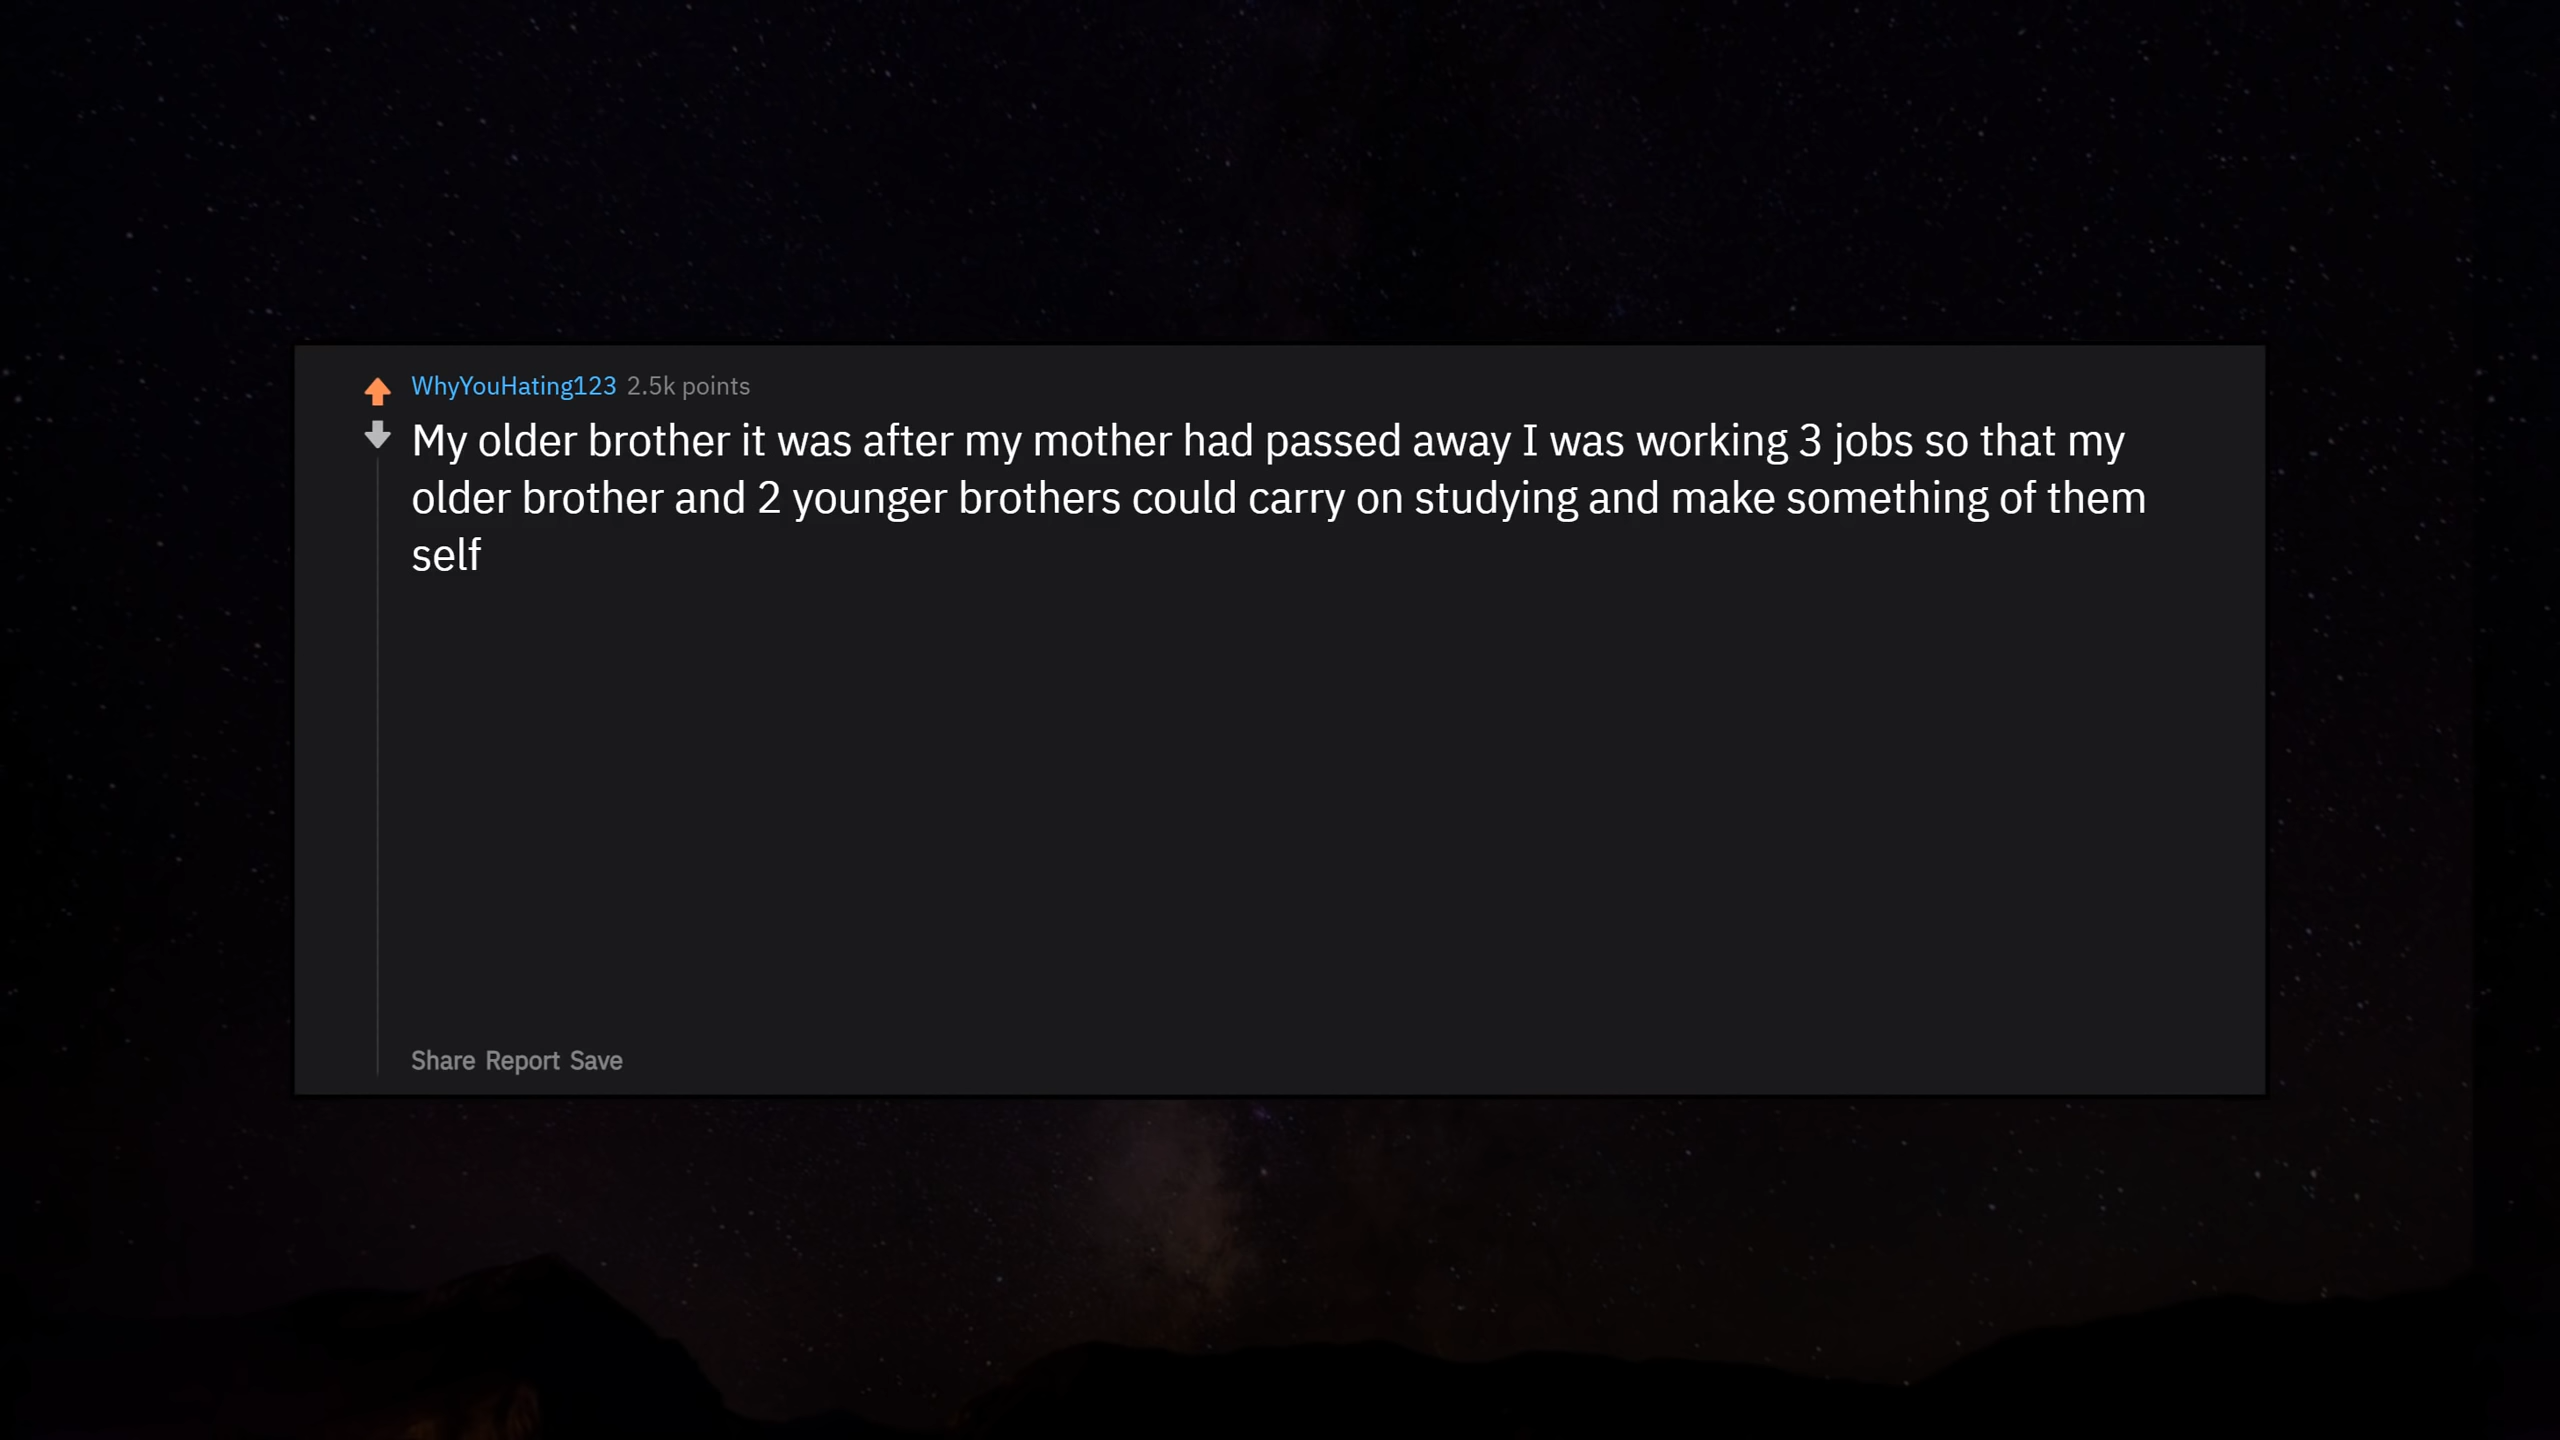 WhyYouHating123 2.5k points
My older brother it was after my mother had passed away I was working 3 jobs so that my
older brother and 2 younger brothers could carry on studying and make something of them
self
Share Report Save